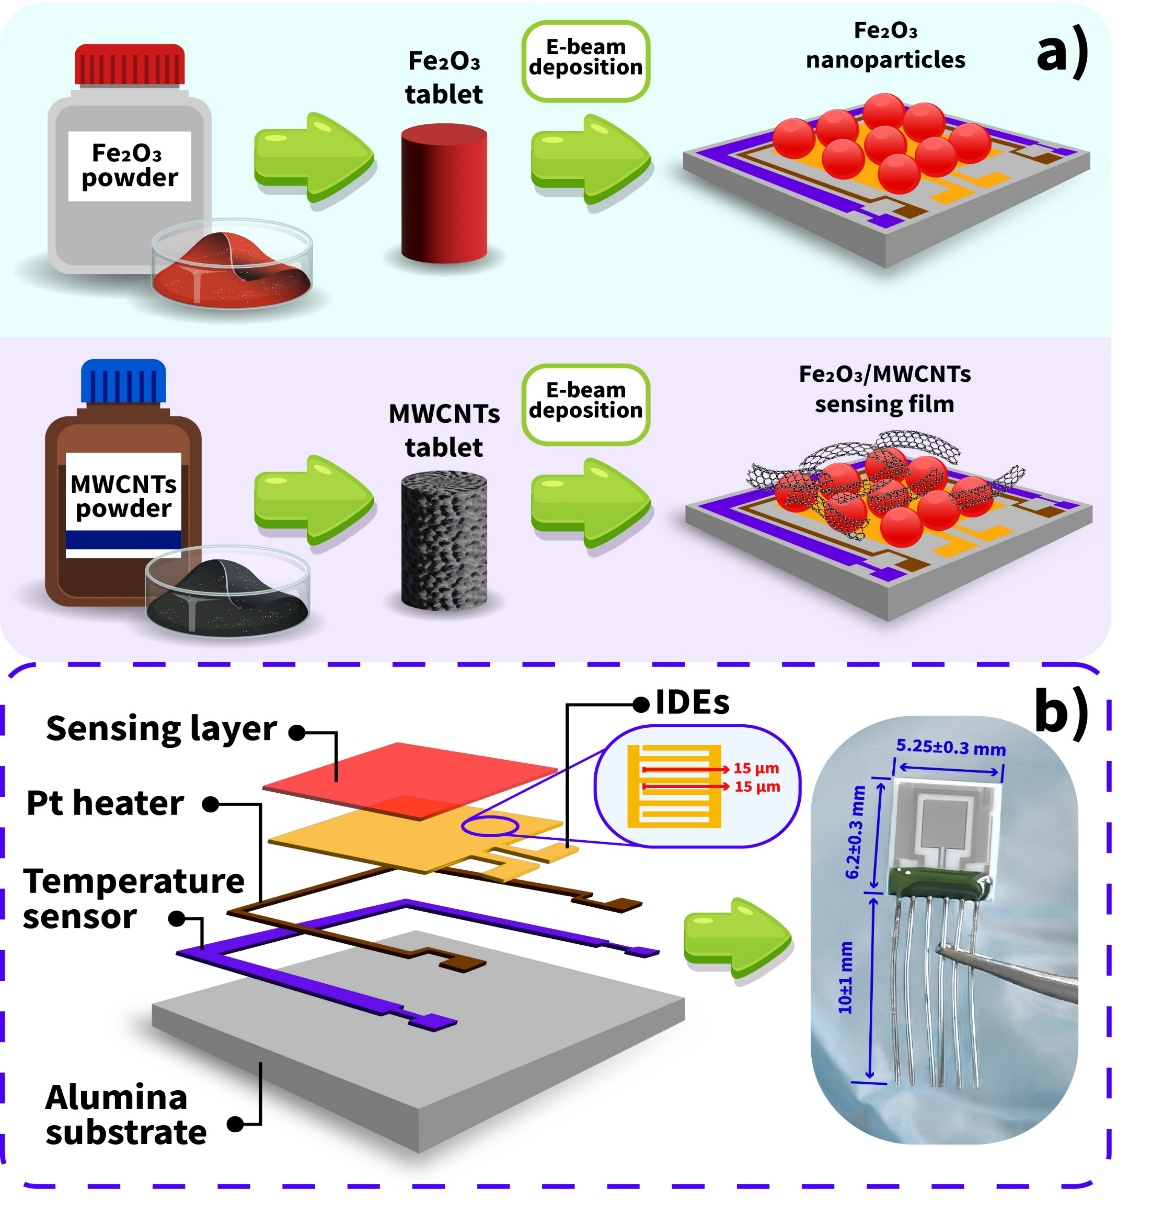 a)
Fe₂O₃
powder
Fe₂O₃
tablet
E-beam
deposition
Fe₂O₃
nanoparticles
MWCNTs
powder
MWCNTs
tablet
E-beam
deposition
Fe₂O₃/MWCNTs
sensing film
b)
Sensing layer
Pt heater
Temperature
sensor
Alumina
substrate
IDEs
15 μm
15 μm
5.25±0.3 mm
6.2±0.3 mm
10±1 mm